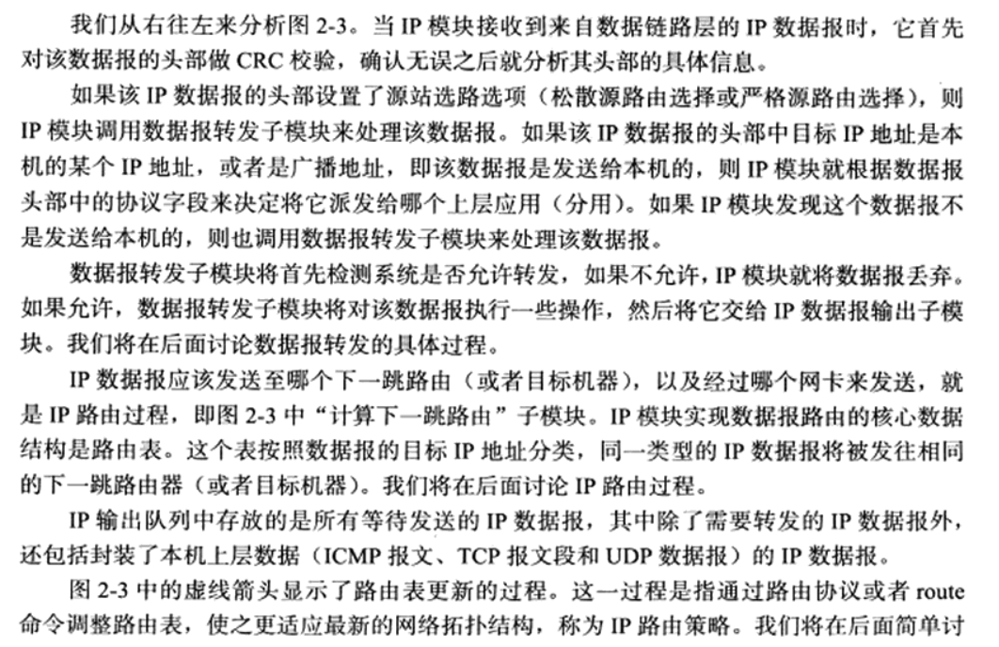 我们从右往左来分析图 2-3。当 IP 模块接收到来自数据链路层的 IP 数据报时，它首先
对该数据报的头部做 CRC 校验，确认无误之后就分析其头部的具体信息。
如果该 IP 数据报的头部设置了源站选路选项（松散源路由选择或严格源路由选择），则
IP 模块调用数据报转发子模块来处理该数据报。如果该 IP 数据报的头部中目标 IP 地址是本
机的某个 IP 地址，或者是广播地址，即该数据报是发送给本机的，则 IP 模块就根据数据报
头部中的协议字段来决定将它派发给哪个上层应用（分用）。如果 IP 模块发现这个数据报不
是发送给本机的，则也调用数据报转发子模块来处理该数据报。
数据报转发子模块将首先检测系统是否允许转发，如果不允许，IP 模块就将数据报丢弃。
如果允许，数据报转发子模块将对该数据报执行一些操作，然后将它交给 IP 数据报输出子模
块。我们将在后面讨论数据报转发的具体过程。
IP 数据报应该发送至哪个下一跳路由（或者目标机器），以及经过哪个网卡来发送，就
是 IP 路由过程，即图 2-3 中“计算下一跳路由”子模块。IP 模块实现数据报路由的核心数据
结构是路由表。这个表按照数据报的目标 IP 地址分类，同一类型的 IP 数据报将被发往相同
的下一跳路由器（或者目标机器）。我们将在后面讨论 IP 路由过程。
IP 输出队列中存放的是所有等待发送的 IP 数据报，其中除了需要转发的 IP 数据报外，
还包括封装了本机上层数据（ICMP 报文、TCP 报文段和 UDP 数据报）的 IP 数据报。
图 2-3 中的虚线箭头显示了路由表更新的过程。这一过程是指通过路由协议或者 route
命令调整路由表，使之更适应最新的网络拓扑结构，称为 IP 路由策略。我们将在后面简单讨